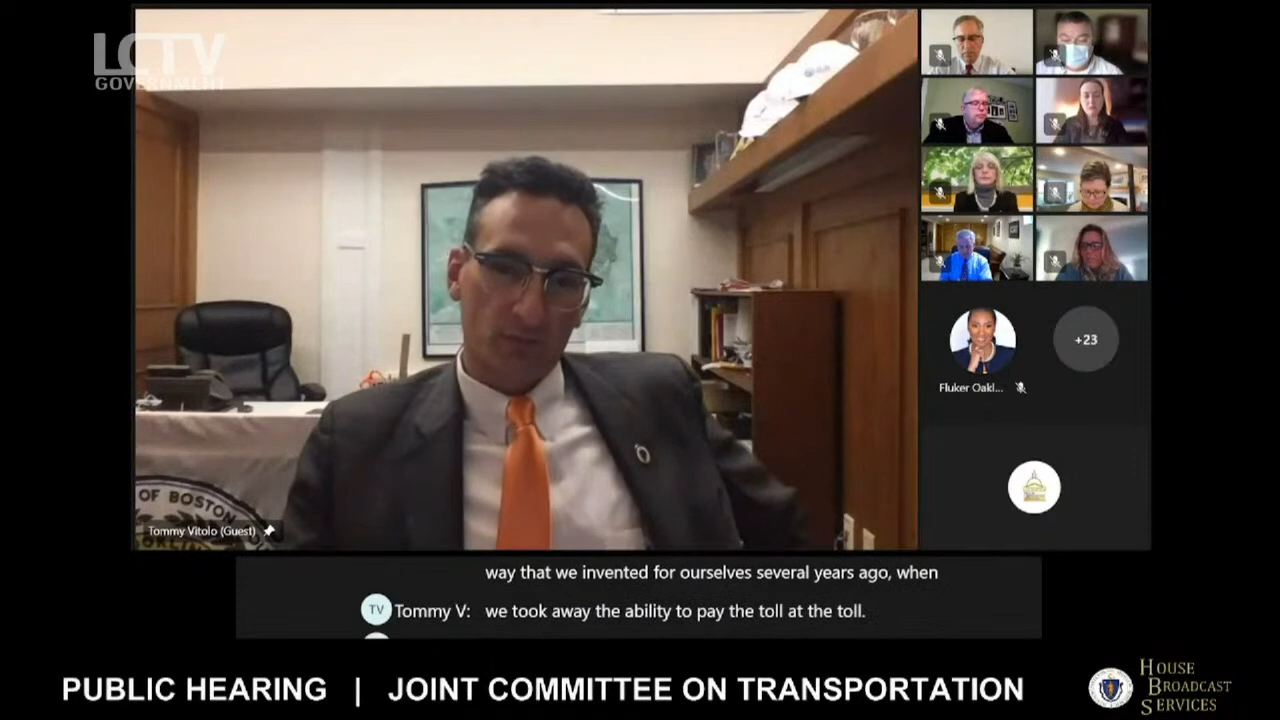 LCTV
GOVERNMENT
OF BOSTON
Tommy Vitolo (Guest)
Fluker Oakl...
+23
way that we invented for ourselves several years ago, when
TV Tommy V: we took away the ability to pay the toll at the toll.
PUBLIC HEARING | JOINT COMMITTEE ON TRANSPORTATION
HOUSE
BROADCAST
SERVICES